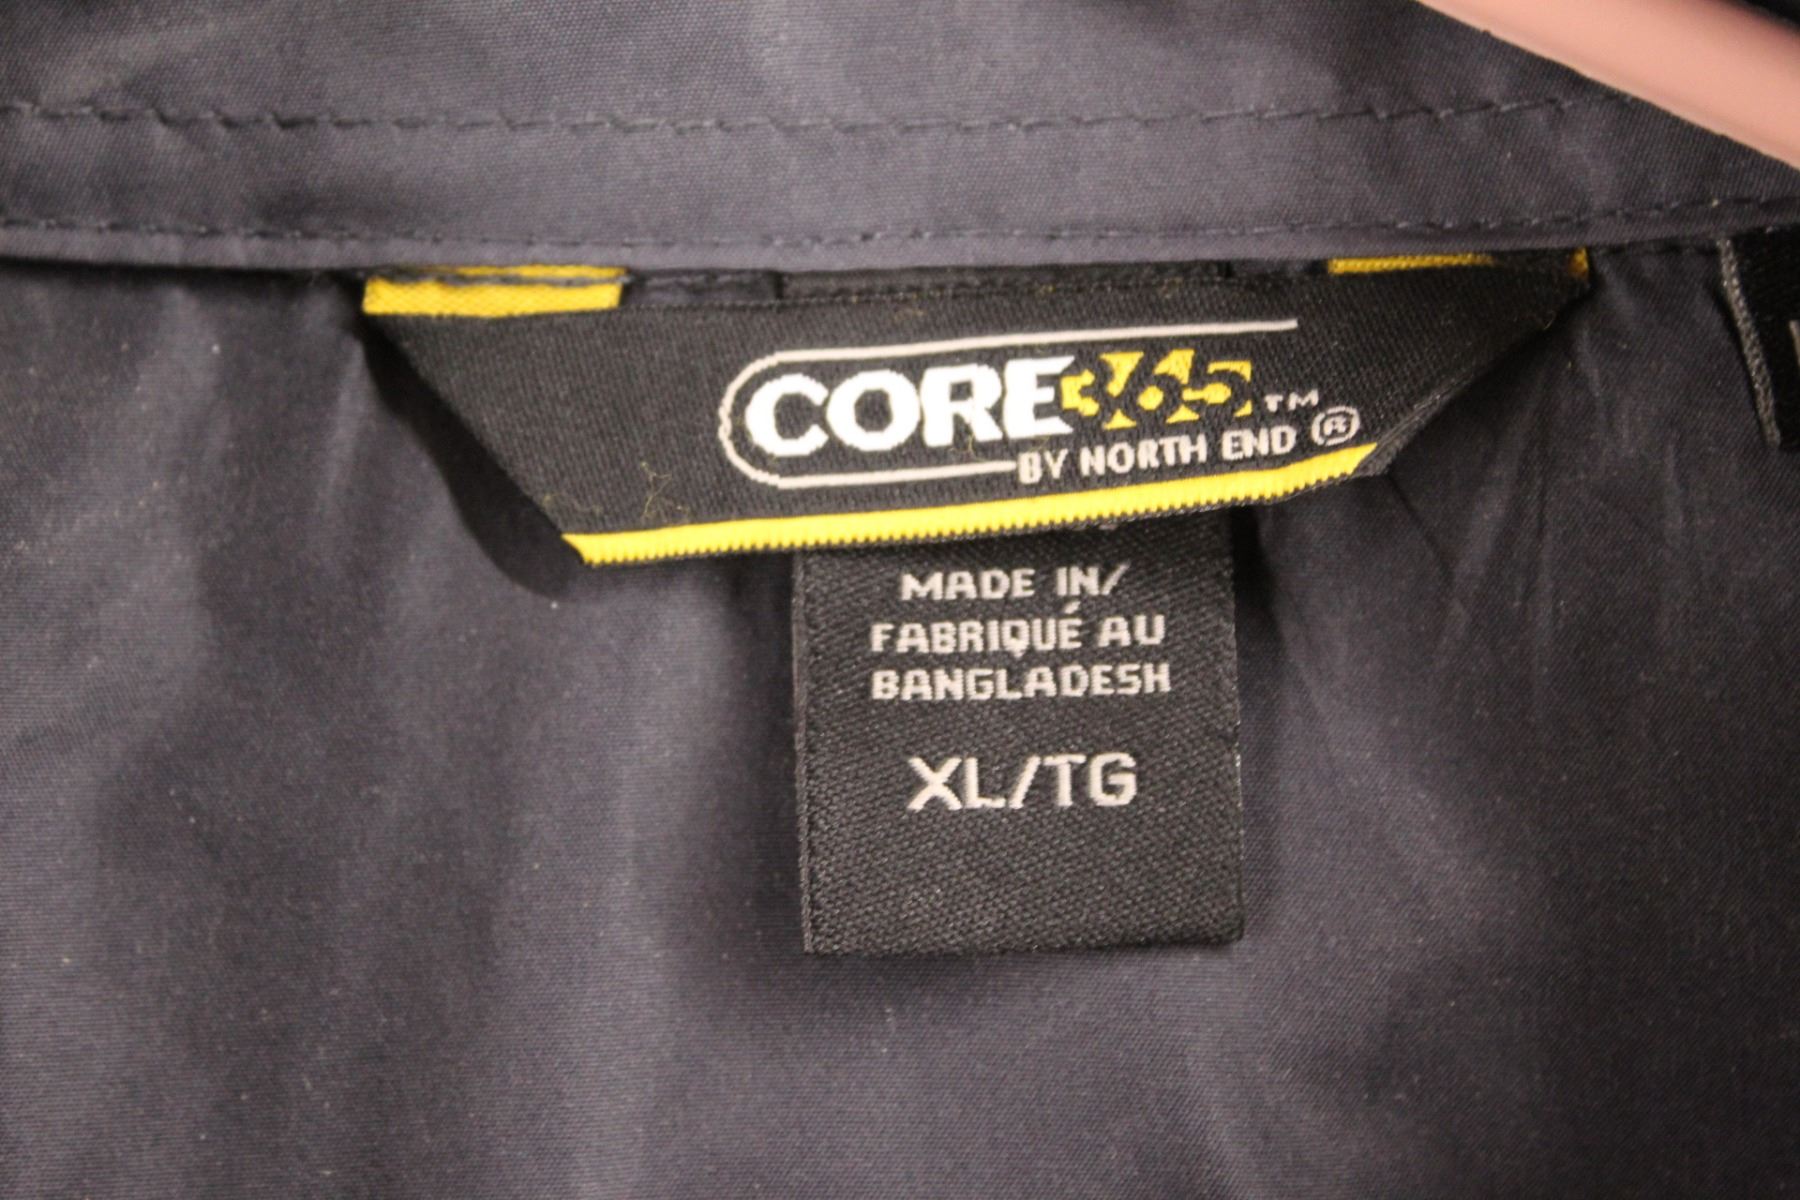 CORE365™
BY NORTH END®
MADE IN/
FABRIQUÉ AU
BANGLADESH
XL/TG